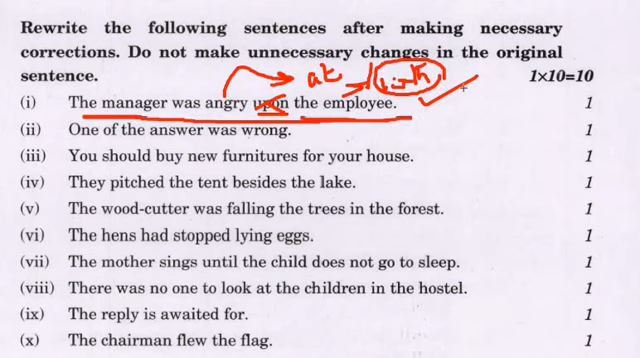 Rewrite the following sentences after making necessary
corrections. Do not make unnecessary changes in the original
sentence. 1×10=10
at / with
(i) The manager was angry upon the employee. 1
(ii) One of the answer was wrong. 1
(iii) You should buy new furnitures for your house. 1
(iv) They pitched the tent besides the lake. 1
(v) The wood-cutter was falling the trees in the forest. 1
(vi) The hens had stopped lying eggs. 1
(vii) The mother sings until the child does not go to sleep. 1
(viii) There was no one to look at the children in the hostel. 1
(ix) The reply is awaited for. 1
(x) The chairman flew the flag. 1